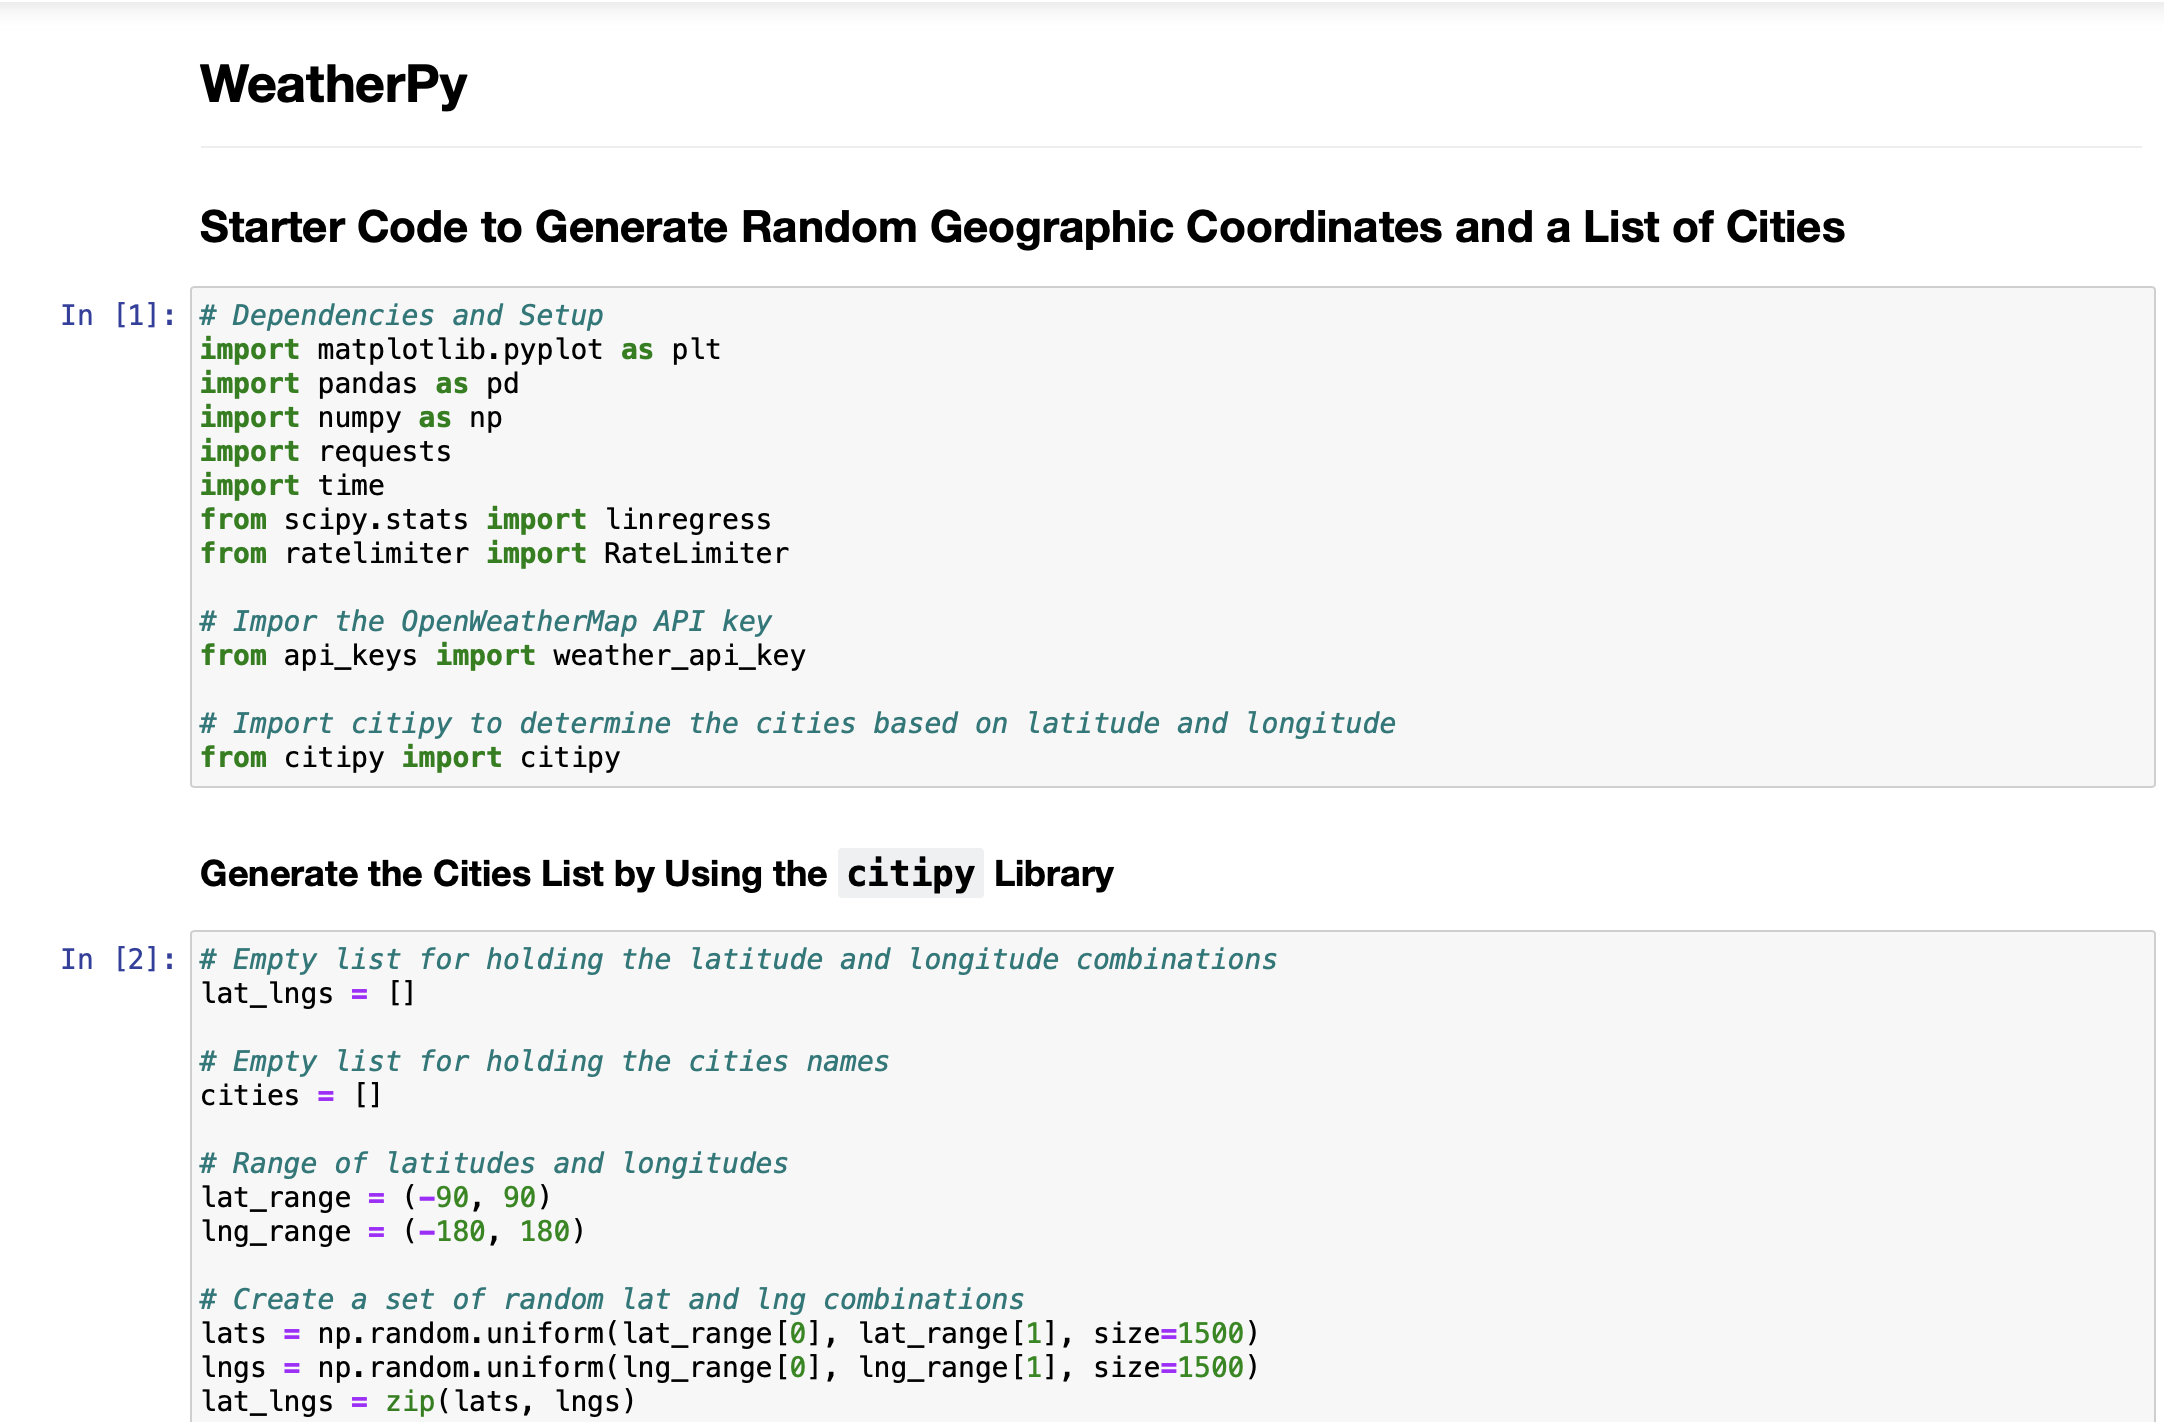 WeatherPy
Starter Code to Generate Random Geographic Coordinates and a List of Cities
In [1]:
# Dependencies and Setup
import matplotlib.pyplot as plt
import pandas as pd
import numpy as np
import requests
import time
from scipy.stats import linregress
from ratelimiter import RateLimiter
# Impor the OpenWeatherMap API key
from api_keys import weather_api_key
# Import citipy to determine the cities based on latitude and longitude
from citipy import citipy
Generate the Cities List by Using the citipy Library
In [2]:
# Empty list for holding the latitude and longitude combinations
lat_lngs = []
# Empty list for holding the cities names
cities = []
# Range of latitudes and longitudes
lat_range = (-90, 90)
lng_range = (-180, 180)
# Create a set of random lat and lng combinations
lats = np.random.uniform(lat_range[0], lat_range[1], size=1500)
lngs = np.random.uniform(lng_range[0], lng_range[1], size=1500)
lat_lngs = zip(lats, lngs)